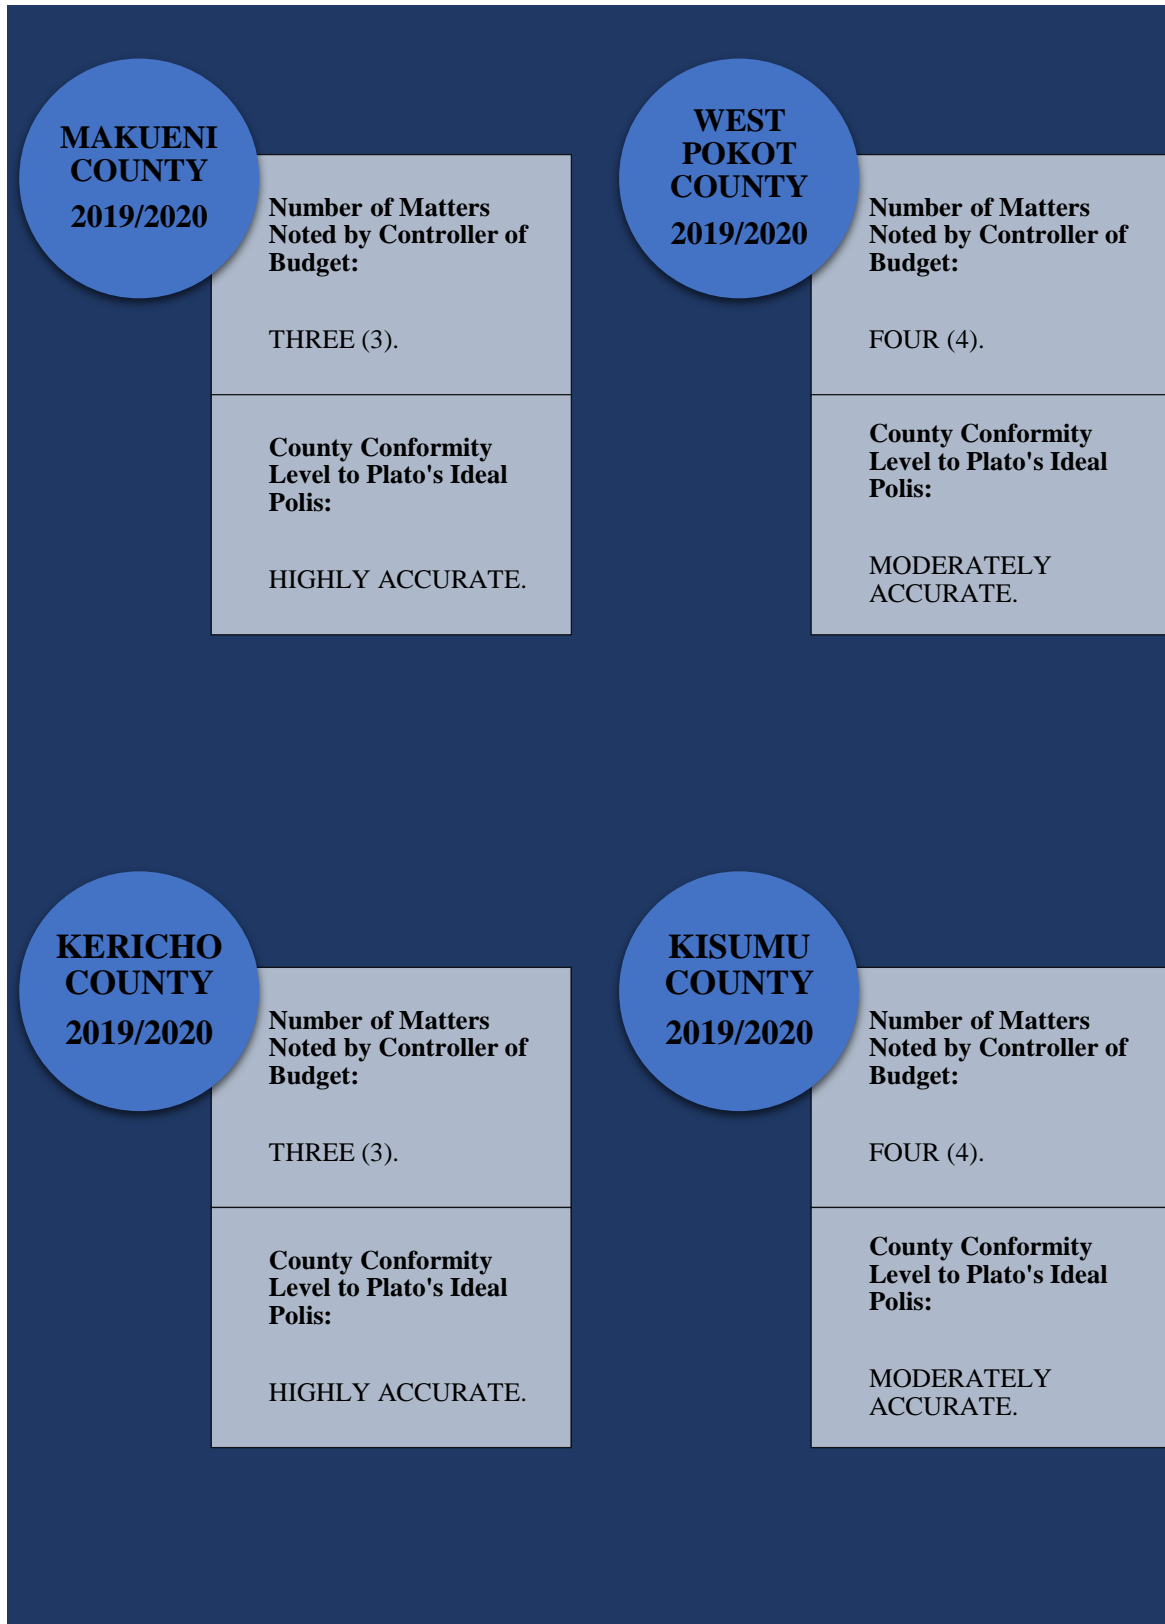 MAKUENI
COUNTY
2019/2020
Number of Matters
Noted by Controller of
Budget:
THREE (3).
County Conformity
Level to Plato's Ideal
Polis:
HIGHLY ACCURATE.
WEST
POKOT
COUNTY
2019/2020
Number of Matters
Noted by Controller of
Budget:
FOUR (4).
County Conformity
Level to Plato's Ideal
Polis:
MODERATELY
ACCURATE.
KERICHO
COUNTY
2019/2020
Number of Matters
Noted by Controller of
Budget:
THREE (3).
County Conformity
Level to Plato's Ideal
Polis:
HIGHLY ACCURATE.
KISUMU
COUNTY
2019/2020
Number of Matters
Noted by Controller of
Budget:
FOUR (4).
County Conformity
Level to Plato's Ideal
Polis:
MODERATELY
ACCURATE.